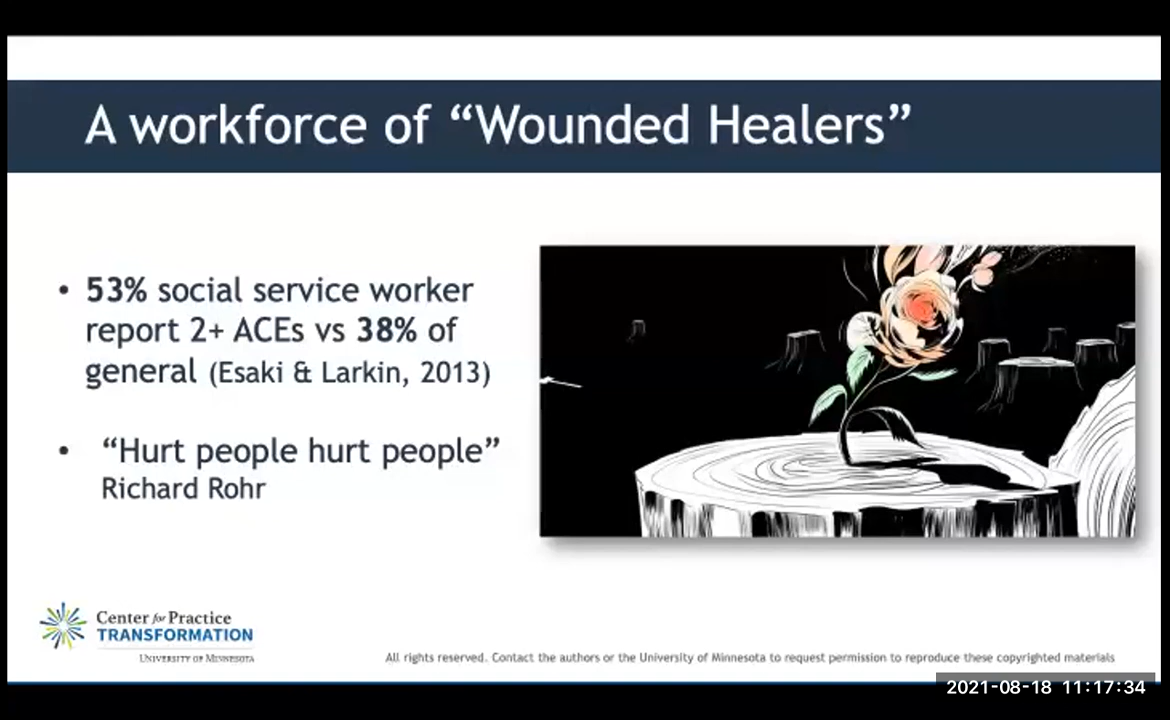 A workforce of “Wounded Healers”
• 53% social service worker
report 2+ ACEs vs 38% of
general (Esaki & Larkin, 2013)
• “Hurt people hurt people”
Richard Rohr
Center for Practice
TRANSFORMATION
UNIVERSITY OF MINNESOTA
All rights reserved. Contact the authors or the University of Minnesota to request permission to reproduce these copyrighted materials
2021-08-18 11:17:34